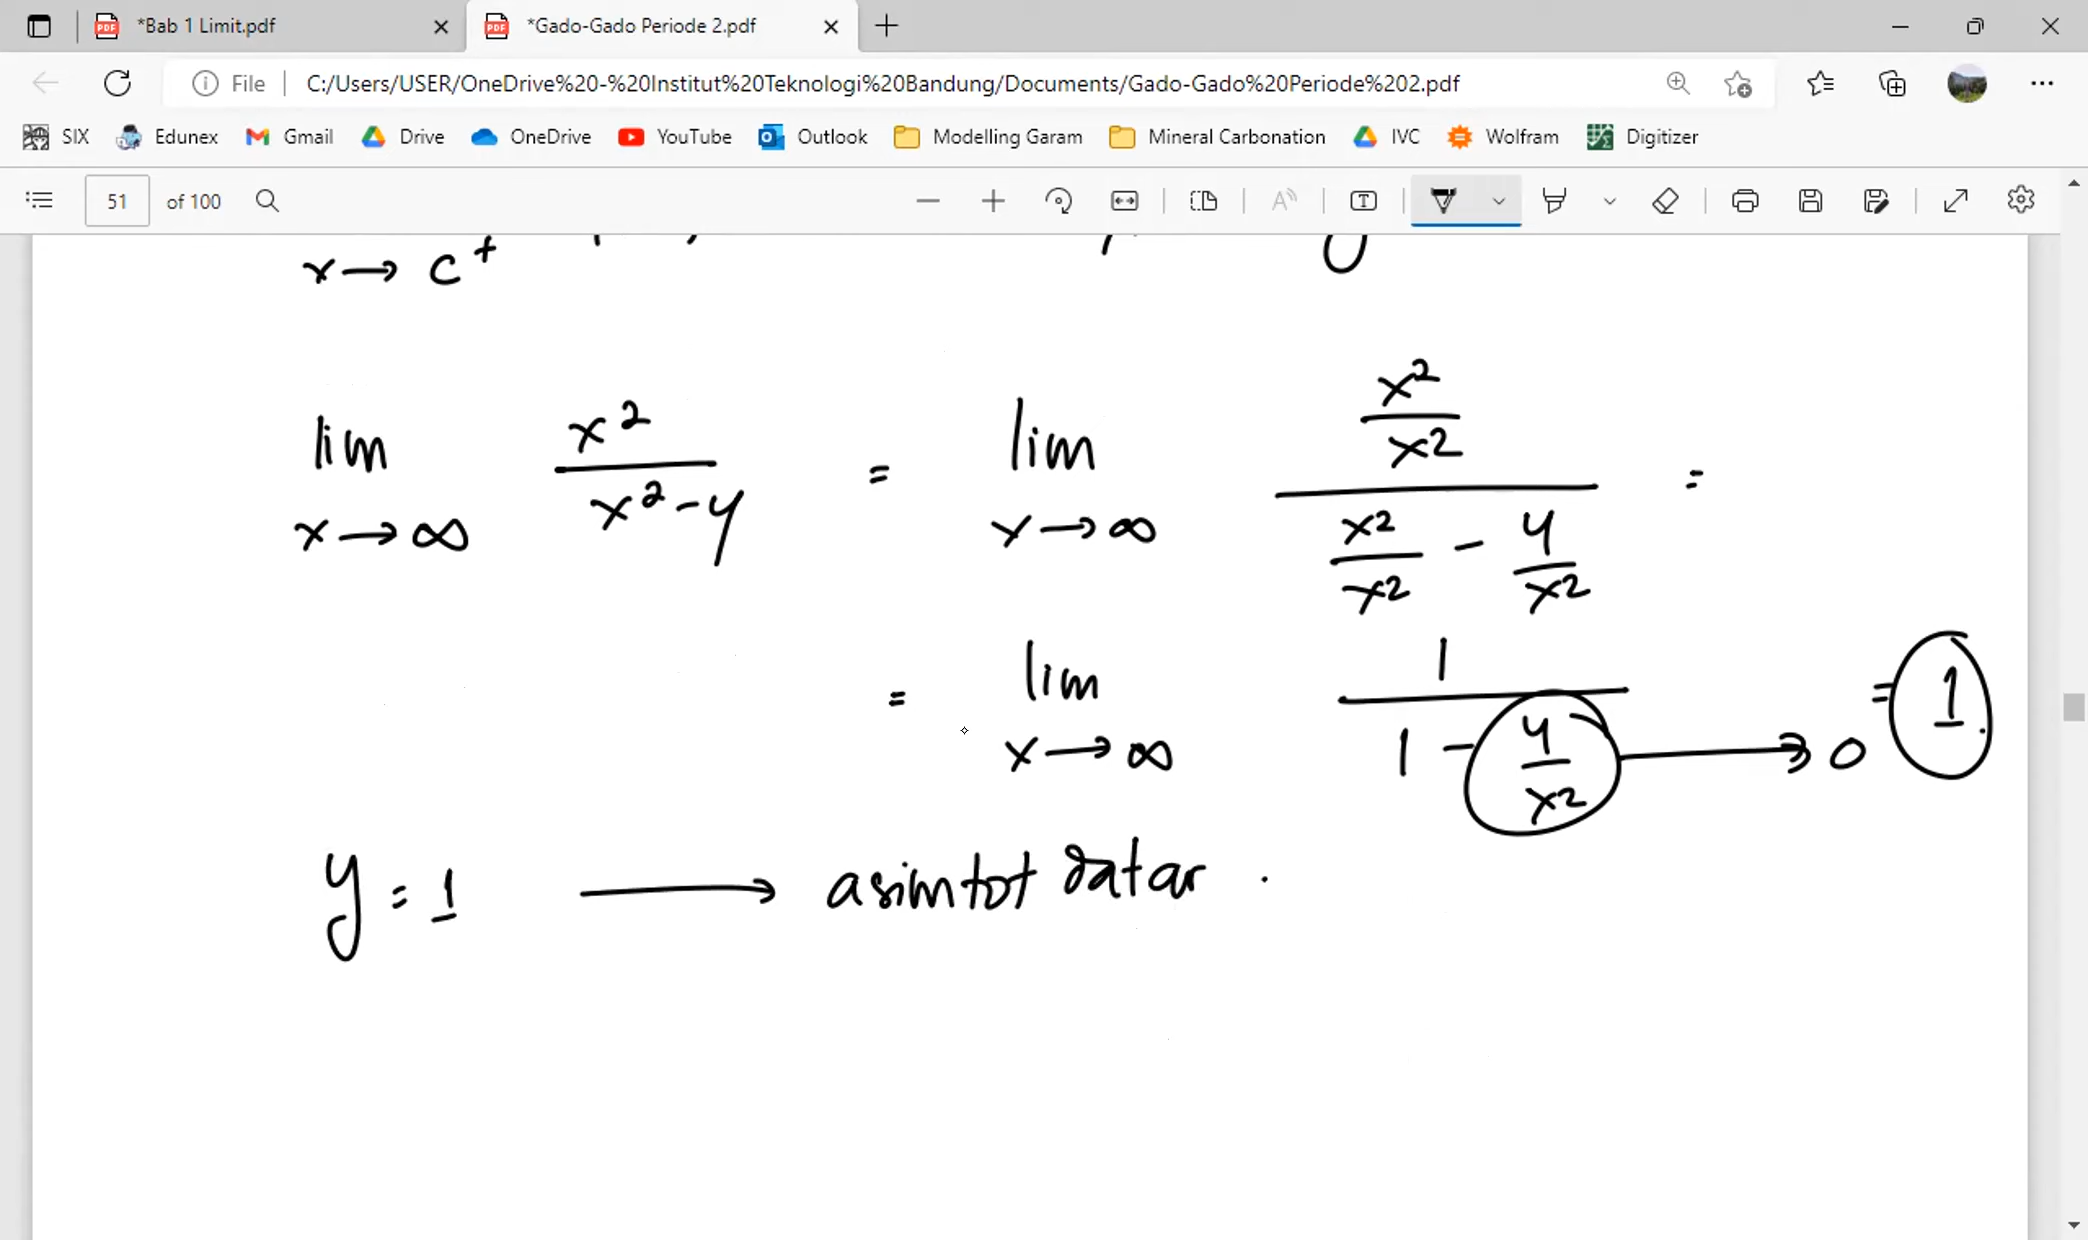 *Bab 1 Limit.pdf
*Gado-Gado Periode 2.pdf
File C:/Users/USER/OneDrive%20-%20Institut%20Teknologi%20Bandung/Documents/Gado-Gado%20Periode%202.pdf
SIX Edunex Gmail Drive OneDrive YouTube Outlook Modelling Garam Mineral Carbonation IVC Wolfram Digitizer
51 of 100
x → c⁺
lim x → ∞ x²/(x² - 4) = lim x → ∞ (x²/x²)/(x²/x² - 4/x²) =
= lim x → ∞ 1/(1 - 4/x²) → 0 = 1.
y = 1 → asimtot datar .